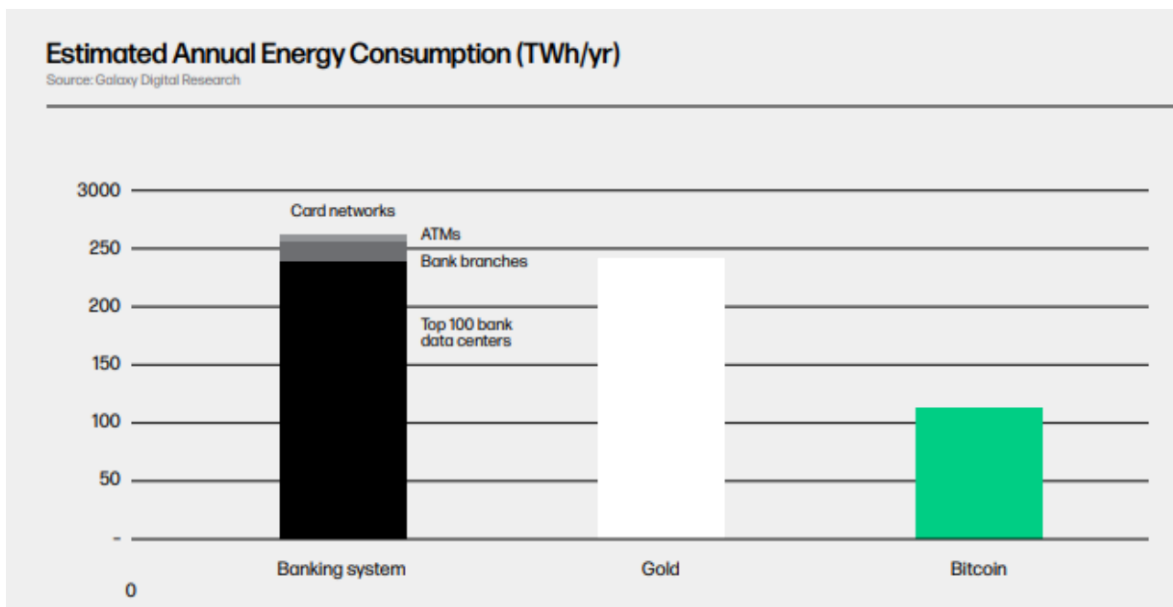 Estimated Annual Energy Consumption (TWh/yr)
Source: Galaxy Digital Research
3000
Card networks
ATMs
250
Bank branches
200
Top 100 bank
data centers
150
100
50
-
Banking system
Gold
Bitcoin
0